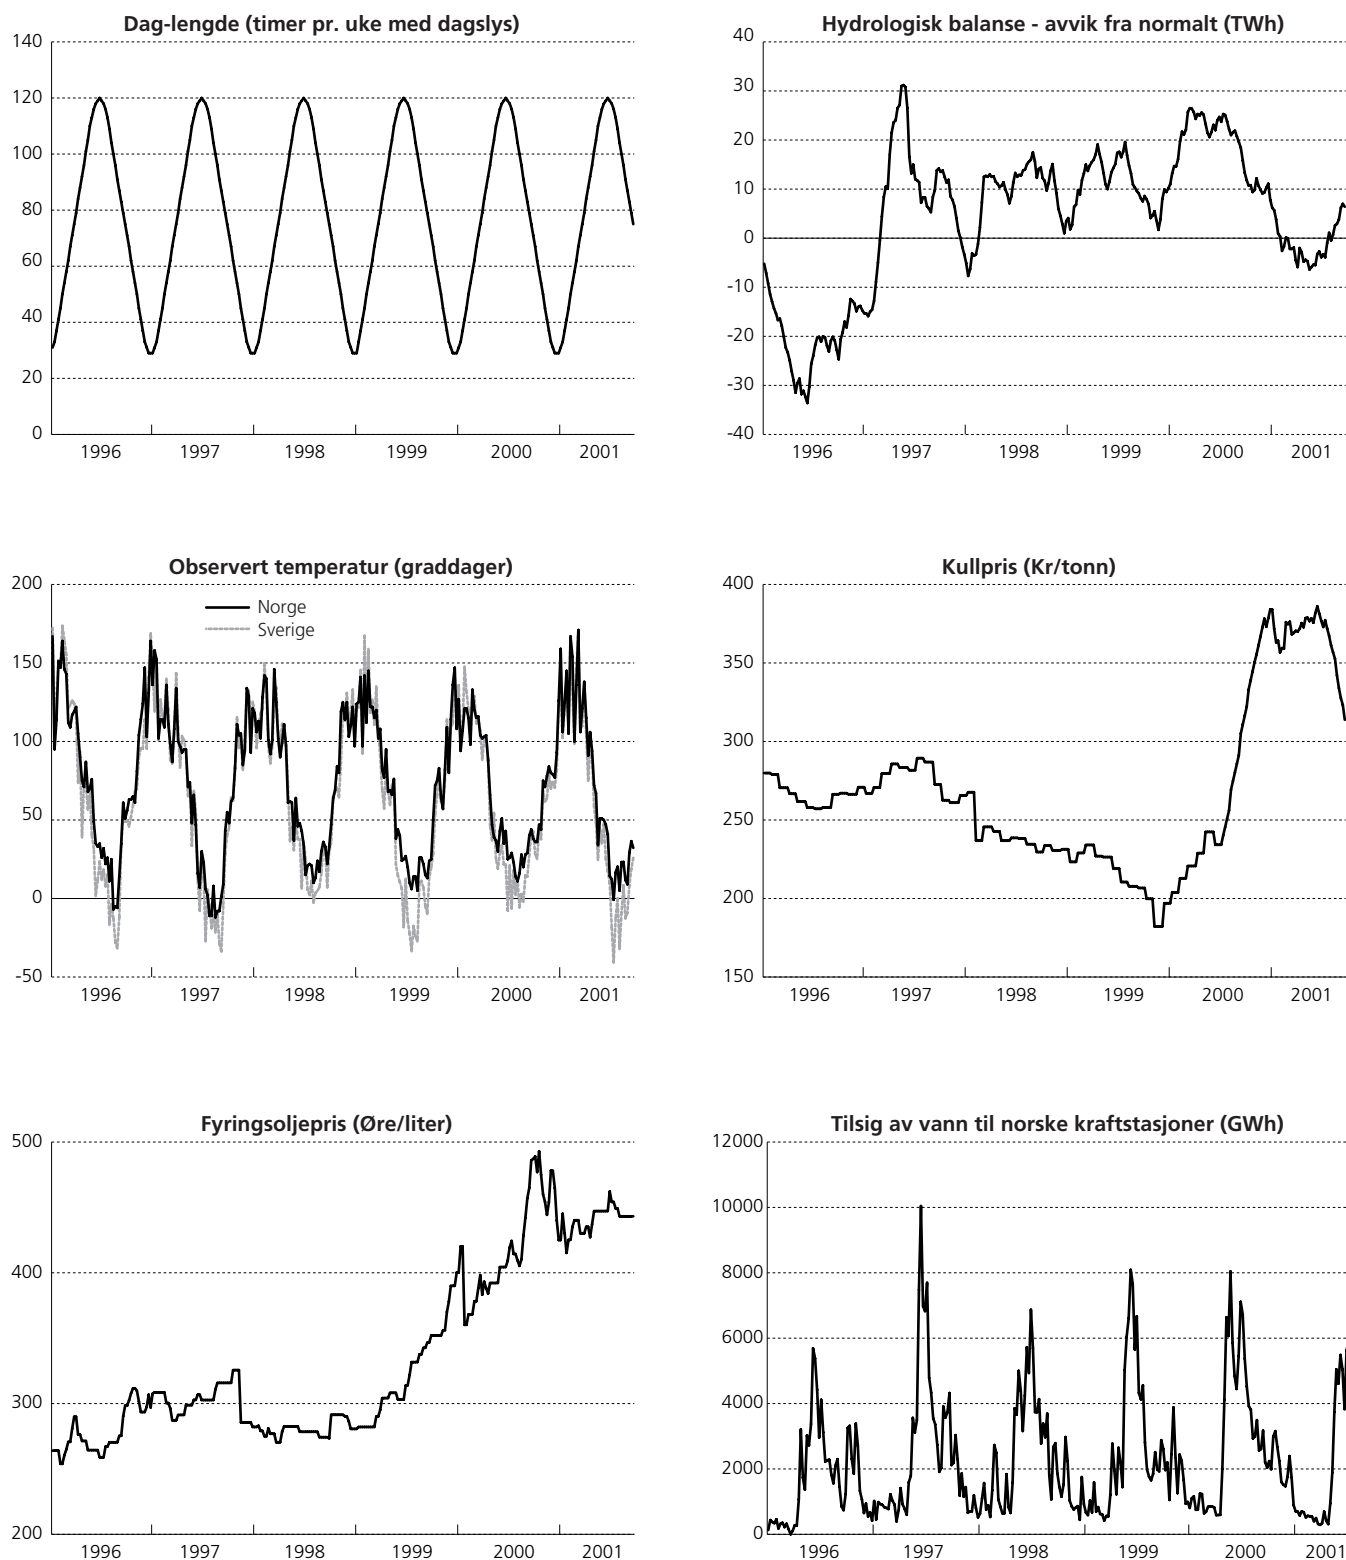 Dag-lengde (timer pr. uke med dagslys)
140
120
100
80
60
40
20
0
1996 1997 1998 1999 2000 2001
Hydrologisk balanse - avvik fra normalt (TWh)
40
30
20
10
0
-10
-20
-30
-40
1996 1997 1998 1999 2000 2001
Observert temperatur (graddager)
200
150
100
50
0
-50
Norge
Sverige
1996 1997 1998 1999 2000 2001
Kullpris (Kr/tonn)
400
350
300
250
200
150
1996 1997 1998 1999 2000 2001
Fyringsoljepris (Øre/liter)
500
400
300
200
1996 1997 1998 1999 2000 2001
Tilsig av vann til norske kraftstasjoner (GWh)
12000
10000
8000
6000
4000
2000
0
1996 1997 1998 1999 2000 2001